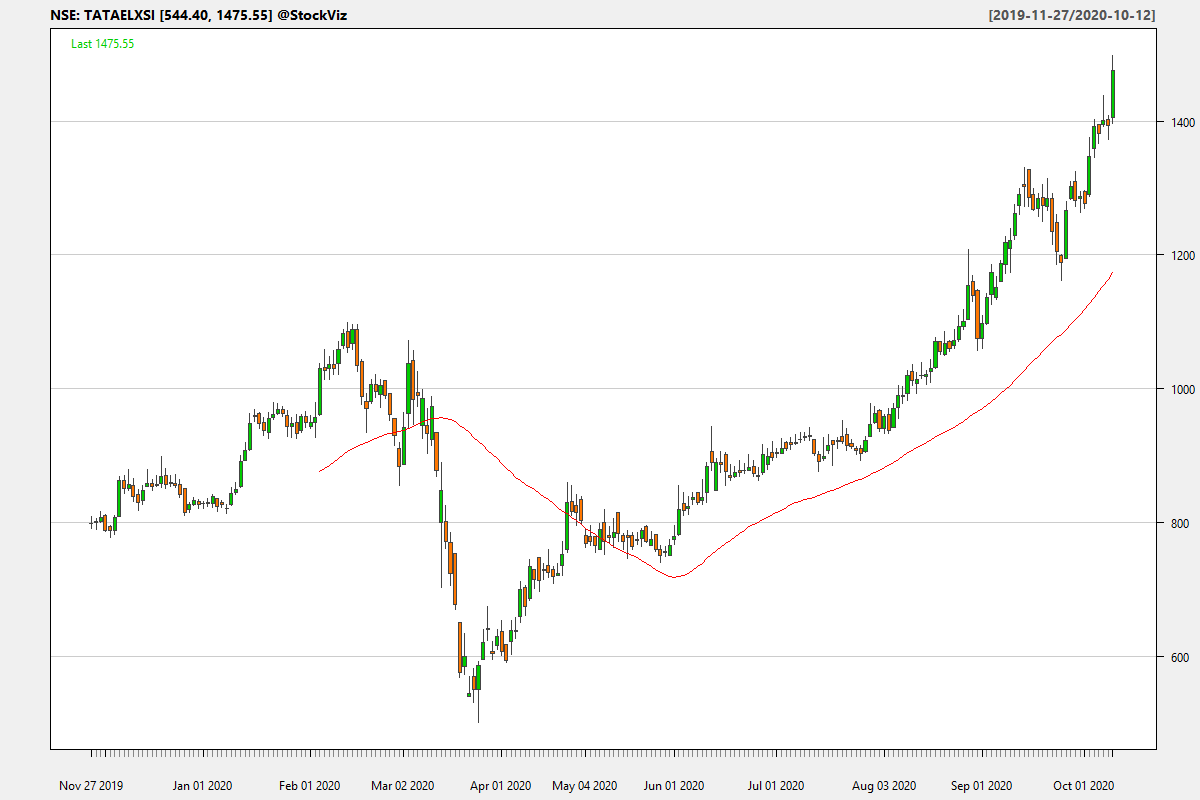 NSE: TATAELXSI [544.40, 1475.55] @StockViz
[2019-11-27/2020-10-12]
Last 1475.55
1400
1200
1000
800
600
Nov 27 2019
Jan 01 2020
Feb 01 2020
Mar 02 2020
Apr 01 2020
May 04 2020
Jun 01 2020
Jul 01 2020
Aug 03 2020
Sep 01 2020
Oct 01 2020